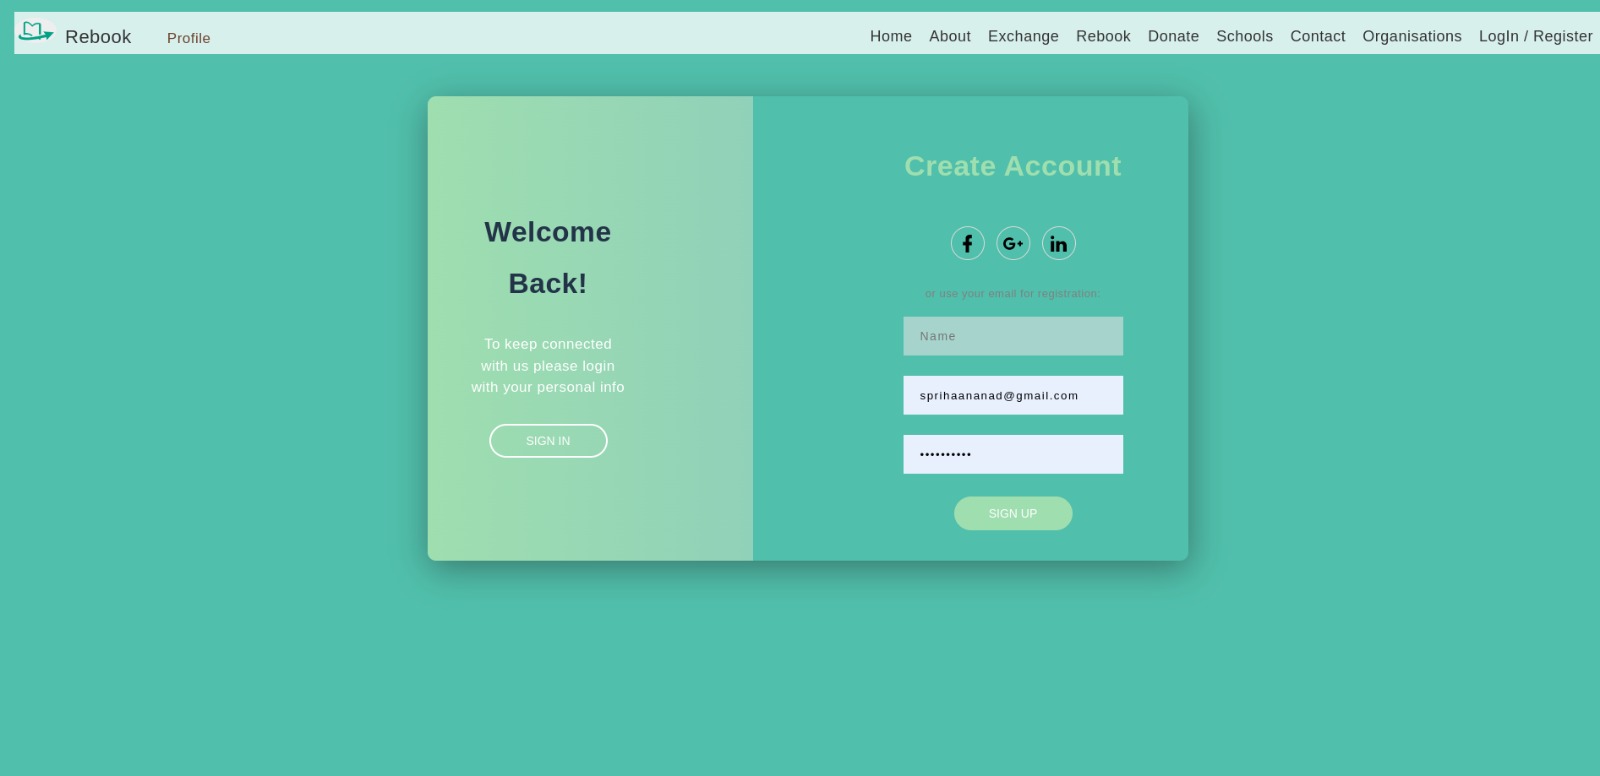 Rebook Profile Home About Exchange Rebook Donate Schools Contact Organisations LogIn / Register
Welcome
Back!
To keep connected
with us please login
with your personal info
SIGN IN
Create Account
or use your email for registration:
Name
sprihaananad@gmail.com
••••••••••
SIGN UP